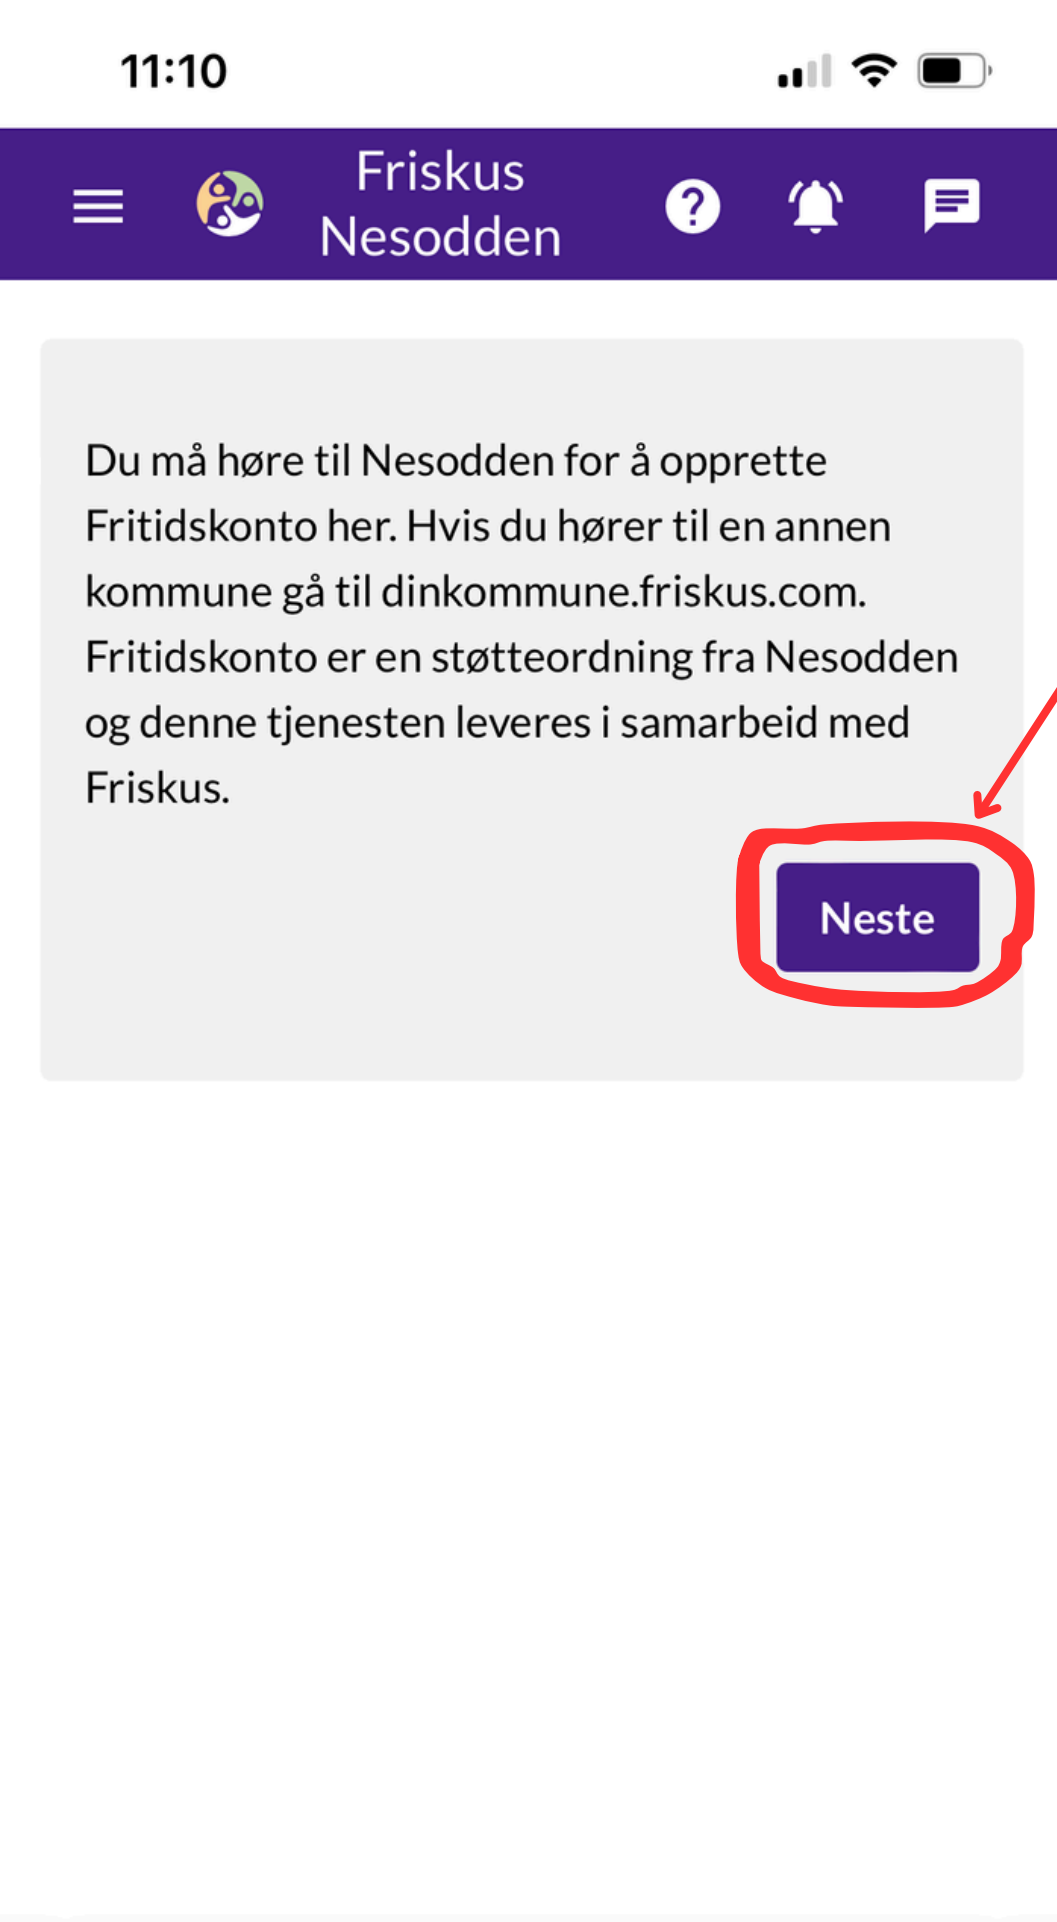 11:10
Friskus
Nesodden
Du må høre til Nesodden for å opprette
Fritidskonto her. Hvis du hører til en annen
kommune gå til dinkommune.friskus.com.
Fritidskonto er en støtteordning fra Nesodden
og denne tjenesten leveres i samarbeid med
Friskus.
Neste